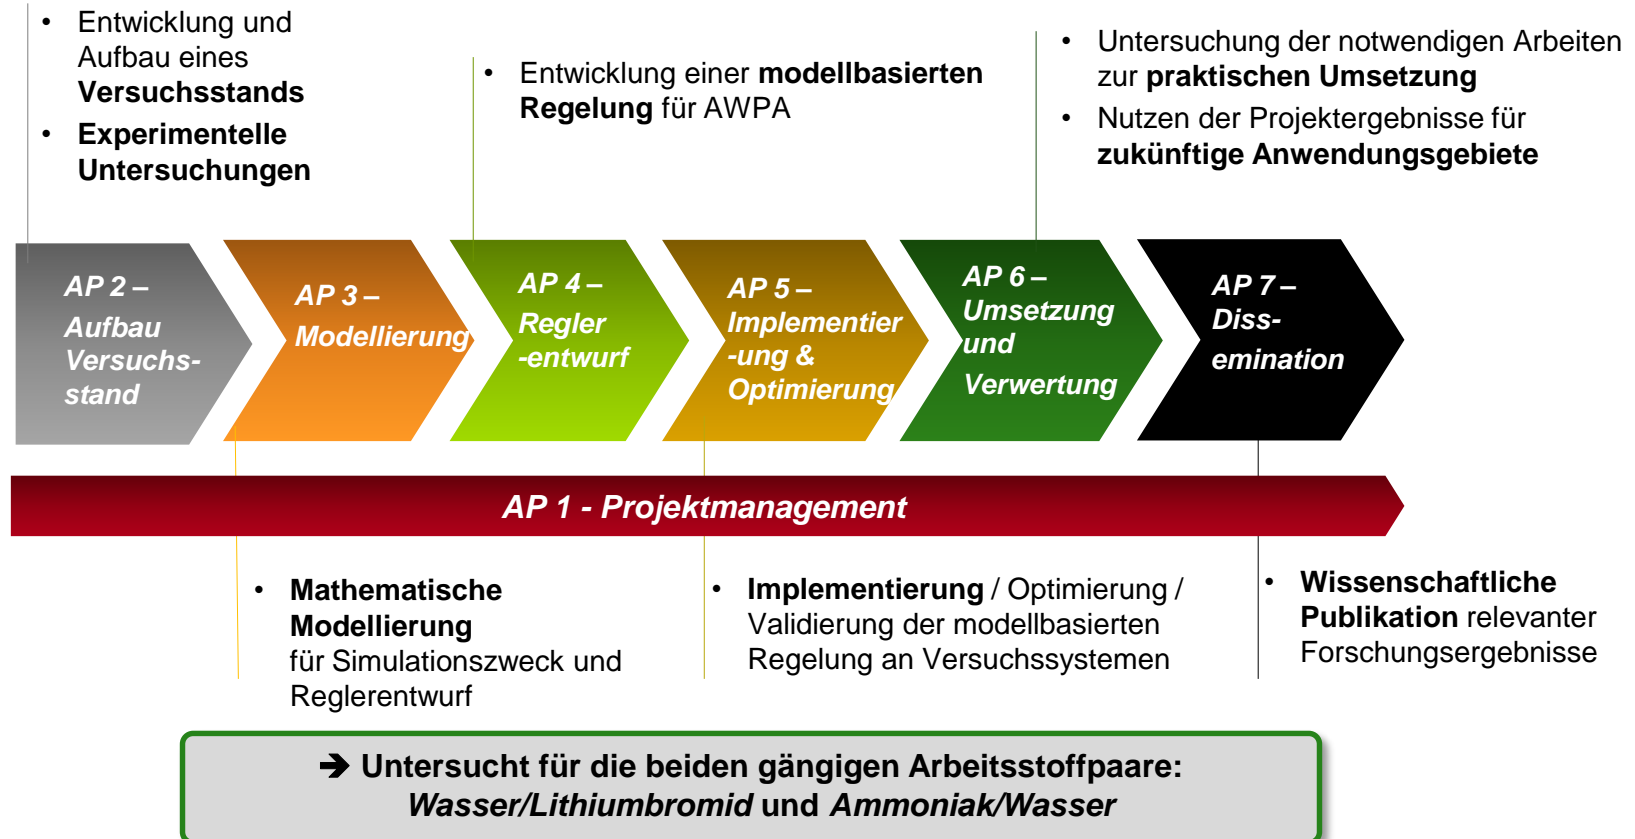 • Entwicklung und
Aufbau eines
Versuchsstands
• Experimentelle
Untersuchungen
• Entwicklung einer modellbasierten
Regelung für AWPA
• Untersuchung der notwendigen Arbeiten
zur praktischen Umsetzung
• Nutzen der Projektergebnisse für
zukünftige Anwendungsgebiete
AP 2 –
Aufbau
Versuchs-
stand
AP 3 –
Modellierung
AP 4 –
Regler
-entwurf
AP 5 –
Implementier
-ung &
Optimierung
AP 6 –
Umsetzung
und
Verwertung
AP 7 –
Diss-
emination
AP 1 - Projektmanagement
• Mathematische
Modellierung
für Simulationszweck und
Reglerentwurf
• Implementierung / Optimierung /
Validierung der modellbasierten
Regelung an Versuchssystemen
• Wissenschaftliche
Publikation relevanter
Forschungsergebnisse
➔ Untersucht für die beiden gängigen Arbeitsstoffpaare:
Wasser/Lithiumbromid und Ammoniak/Wasser